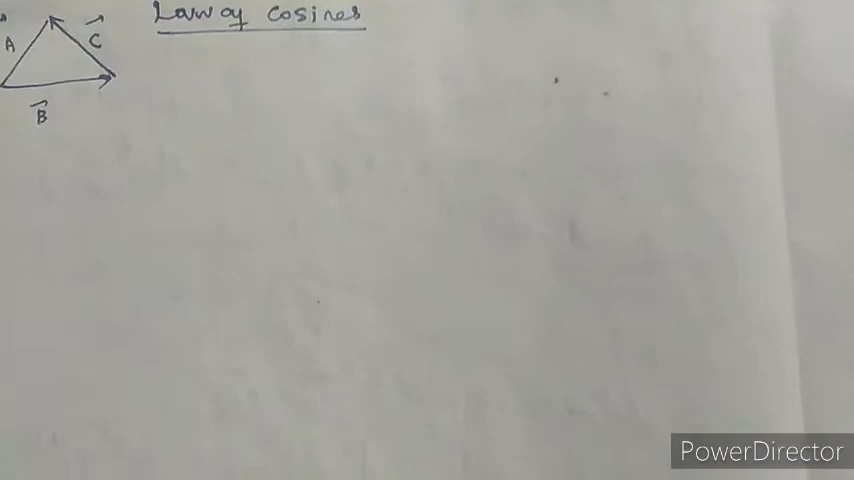 Law of Cosines
A⃗
C⃗
B⃗
PowerDirector